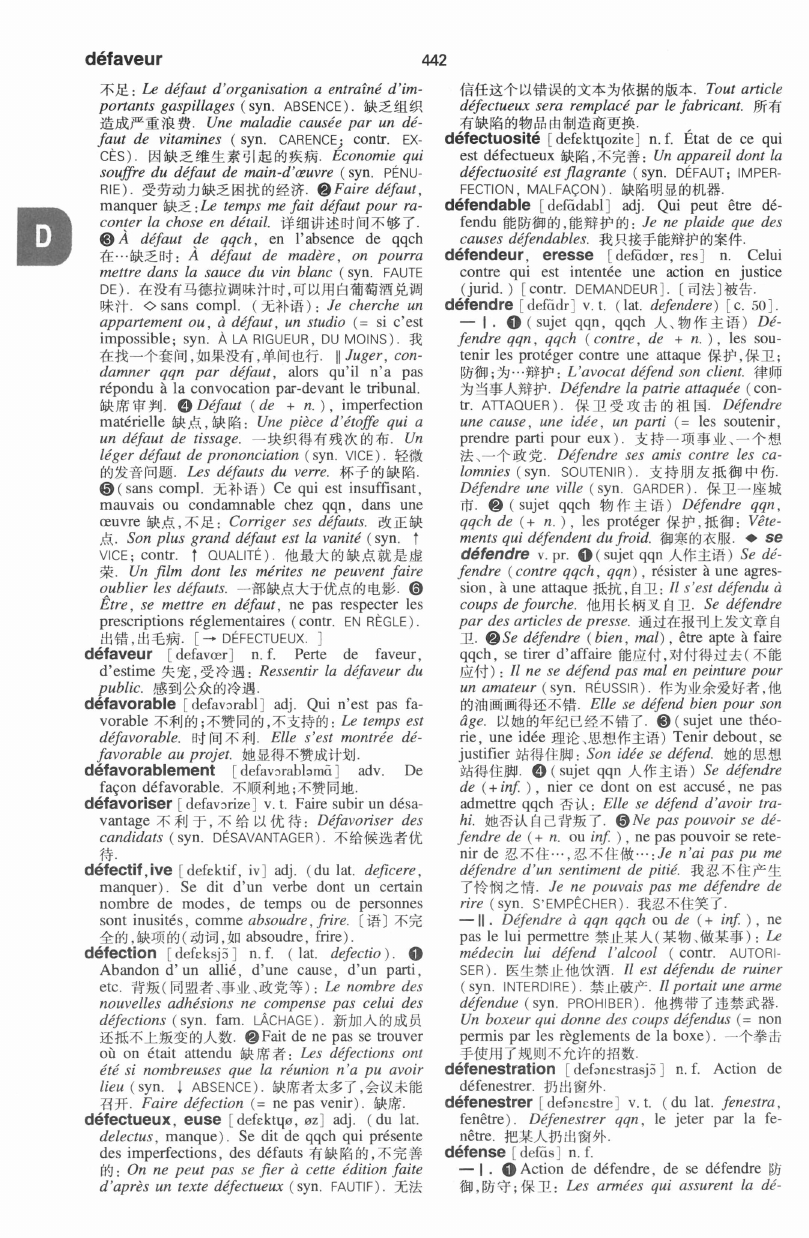 défaveur
442
D
不足: Le défaut d'organisation a entraîné d'im-
portants gaspillages (syn. ABSENCE). 缺乏组织
造成严重浪费. Une maladie causée par un dé-
faut de vitamines (syn. CARENCE; contr. EX-
CÈS). 因缺乏维生素引起的疾病. Économie qui
souffre du défaut de main-d'œuvre (syn. PÉNU-
RIE). 受劳动力缺乏困扰的经济. ❷Faire défaut,
manquer 缺乏:Le temps me fait défaut pour ra-
conter la chose en détail. 详细讲述时间不够了.
❸À défaut de qqch, en l'absence de qqch
在…缺乏时: À défaut de madère, on pourra
mettre dans la sauce du vin blanc (syn. FAUTE
DE). 在没有马德拉调味汁时,可以用白葡萄酒兑调
味汁. ◇sans compl. (无补语): Je cherche un
appartement ou, à défaut, un studio (= si c'est
impossible; syn. À LA RIGUEUR, DU MOINS). 我
在找一个套间,如果没有,单间也行. ‖Juger, con-
damner qqn par défaut, alors qu'il n'a pas
répondu à la convocation par-devant le tribunal.
缺席审判. ❹Défaut (de + n.), imperfection
matérielle 缺点,缺陷: Une pièce d'étoffe qui a
un défaut de tissage. 一块织得有残次的布. Un
léger défaut de prononciation (syn. VICE). 轻微
的发音问题. Les défauts du verre. 杯子的缺陷.
❺(sans compl. 无补语) Ce qui est insuffisant,
mauvais ou condamnable chez qqn, dans une
œuvre 缺点,不足: Corriger ses défauts. 改正缺
点. Son plus grand défaut est la vanité (syn. ↑
VICE; contr. ↑ QUALITÉ). 他最大的缺点就是虚
荣. Un film dont les mérites ne peuvent faire
oublier les défauts. 一部缺点大于优点的电影. ❻
Être, se mettre en défaut, ne pas respecter les
prescriptions réglementaires (contr. EN RÈGLE).
出错,出毛病. [→ DÉFECTUEUX. ]
défaveur [defavœr] n.f. Perte de faveur,
d'estime 失宠,受冷遇: Ressentir la défaveur du
public. 感到公众的冷遇.
défavorable [defavɔrabl] adj. Qui n'est pas fa-
vorable 不利的;不赞同的,不支持的: Le temps est
défavorable. 时间不利. Elle s'est montrée dé-
favorable au projet. 她显得不赞成计划.
défavorablement [defavɔrabləmɑ̃] adv. De
façon défavorable. 不顺利地;不赞同地.
défavoriser [defavɔrize] v.t. Faire subir un désa-
vantage 不利于,不给以优待: Défavoriser des
candidats (syn. DÉSAVANTAGER). 不给候选者优
待.
défectif,ive [defɛktif, iv] adj. (du lat. deficere,
manquer). Se dit d'un verbe dont un certain
nombre de modes, de temps ou de personnes
sont inusités, comme absoudre, frire. 〔语〕不完
全的,缺项的(动词,如 absoudre, frire).
défection [defɛksjɔ̃] n.f. (lat. defectio). ❶
Abandon d'un allié, d'une cause, d'un parti,
etc. 背叛(同盟者、事业、政党等): Le nombre des
nouvelles adhésions ne compense pas celui des
défections (syn. fam. LÂCHAGE). 新加入的成员
还抵不上叛变的人数. ❷Fait de ne pas se trouver
où on était attendu 缺席者: Les défections ont
été si nombreuses que la réunion n'a pu avoir
lieu (syn. ↓ ABSENCE). 缺席者太多了,会议未能
召开. Faire défection (= ne pas venir). 缺席.
défectueux, euse [defɛktɥø, øz] adj. (du lat.
delectus, manque). Se dit de qqch qui présente
des imperfections, des défauts 有缺陷的,不完善
的: On ne peut pas se fier à cette édition faite
d'après un texte défectueux (syn. FAUTIF). 无法
信任这个以错误的文本为依据的版本. Tout article
défectueux sera remplacé par le fabricant. 所有
有缺陷的物品由制造商更换.
défectuosité [defɛktɥozite] n.f. État de ce qui
est défectueux 缺陷,不完善: Un appareil dont la
défectuosité est flagrante (syn. DÉFAUT; IMPER-
FECTION, MALFAÇON). 缺陷明显的机器.
défendable [defɑ̃dabl] adj. Qui peut être dé-
fendu 能防御的,能辩护的: Je ne plaide que des
causes défendables. 我只接手能辩护的案件.
défendeur, eresse [defɑ̃dœr, rɛs] n. Celui
contre qui est intentée une action en justice
(jurid.) [contr. DEMANDEUR]. 〔司法〕被告.
défendre [defɑ̃dr] v.t. (lat. defendere) [c. 50].
— I. ❶(sujet qqn, qqch 人、物作主语) Dé-
fendre qqn, qqch (contre, de + n.), les sou-
tenir les protéger contre une attaque 保护,保卫;
防御;为…辩护: L'avocat défend son client. 律师
为当事人辩护. Défendre la patrie attaquée (con-
tr. ATTAQUER). 保卫受攻击的祖国. Défendre
une cause, une idée, un parti (= les soutenir,
prendre parti pour eux). 支持一项事业、一个想
法、一个政党. Défendre ses amis contre les ca-
lomnies (syn. SOUTENIR). 支持朋友抵御中伤.
Défendre une ville (syn. GARDER). 保卫一座城
市. ❷(sujet qqch 物作主语) Défendre qqn,
qqch de (+ n.), les protéger 保护,抵御: Vête-
ments qui défendent du froid. 御寒的衣服. ◆ se
défendre v.pr. ❶(sujet qqn 人作主语) Se dé-
fendre (contre qqch, qqn), résister à une agres-
sion, à une attaque 抵抗,自卫: Il s'est défendu à
coups de fourche. 他用长柄叉自卫. Se défendre
par des articles de presse. 通过在报刊上发文章自
卫. ❷Se défendre (bien, mal), être apte à faire
qqch, se tirer d'affaire 能应付,对付得过去(不能
应付): Il ne se défend pas mal en peinture pour
un amateur (syn. RÉUSSIR). 作为业余爱好者,他
的油画画得还不错. Elle se défend bien pour son
âge. 以她的年纪已经不错了. ❸(sujet une théo-
rie, une idée 理论、思想作主语) Tenir debout, se
justifier 站得住脚: Son idée se défend. 她的思想
站得住脚. ❹(sujet qqn 人作主语) Se défendre
de (+inf.), nier ce dont on est accusé, ne pas
admettre qqch 否认: Elle se défend d'avoir tra-
hi. 她否认自己背叛了. ❺Ne pas pouvoir se dé-
fendre de (+ n. ou inf.), ne pas pouvoir se rete-
nir de 忍不住…,忍不住做…:Je n'ai pas pu me
défendre d'un sentiment de pitié. 我忍不住产生
了怜悯之情. Je ne pouvais pas me défendre de
rire (syn. S'EMPÊCHER). 我忍不住笑了.
—II. Défendre à qqn qqch ou de (+ inf.), ne
pas le lui permettre 禁止某人(某物、做某事): Le
médecin lui défend l'alcool (contr. AUTORI-
SER). 医生禁止他饮酒. Il est défendu de ruiner
(syn. INTERDIRE). 禁止破产. Il portait une arme
défendue (syn. PROHIBER). 他携带了违禁武器.
Un boxeur qui donne des coups défendus (= non
permis par les règlements de la boxe). 一个拳击
手使用了规则不允许的招数.
défenestration [defənɛstrasjɔ̃] n.f. Action de
défenestrer. 扔出窗外.
défenestrer [defənɛstre] v.t. (du lat. fenestra,
fenêtre). Défenestrer qqn, le jeter par la fe-
nêtre. 把某人扔出窗外.
défense [defɑ̃s] n.f.
— I. ❶Action de défendre, de se défendre 防
御,防守;保卫: Les armées qui assurent la dé-